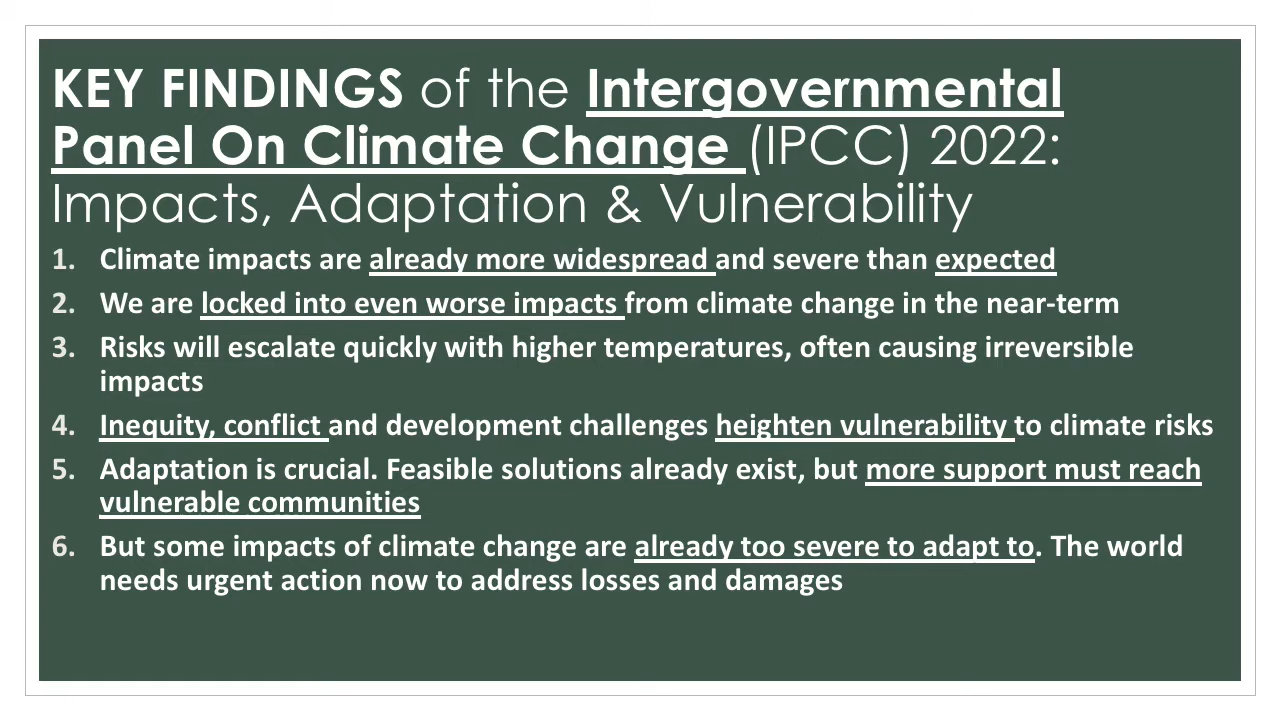 KEY FINDINGS of the Intergovernmental
Panel On Climate Change (IPCC) 2022:
Impacts, Adaptation & Vulnerability
1. Climate impacts are already more widespread and severe than expected
2. We are locked into even worse impacts from climate change in the near-term
3. Risks will escalate quickly with higher temperatures, often causing irreversible
impacts
4. Inequity, conflict and development challenges heighten vulnerability to climate risks
5. Adaptation is crucial. Feasible solutions already exist, but more support must reach
vulnerable communities
6. But some impacts of climate change are already too severe to adapt to. The world
needs urgent action now to address losses and damages